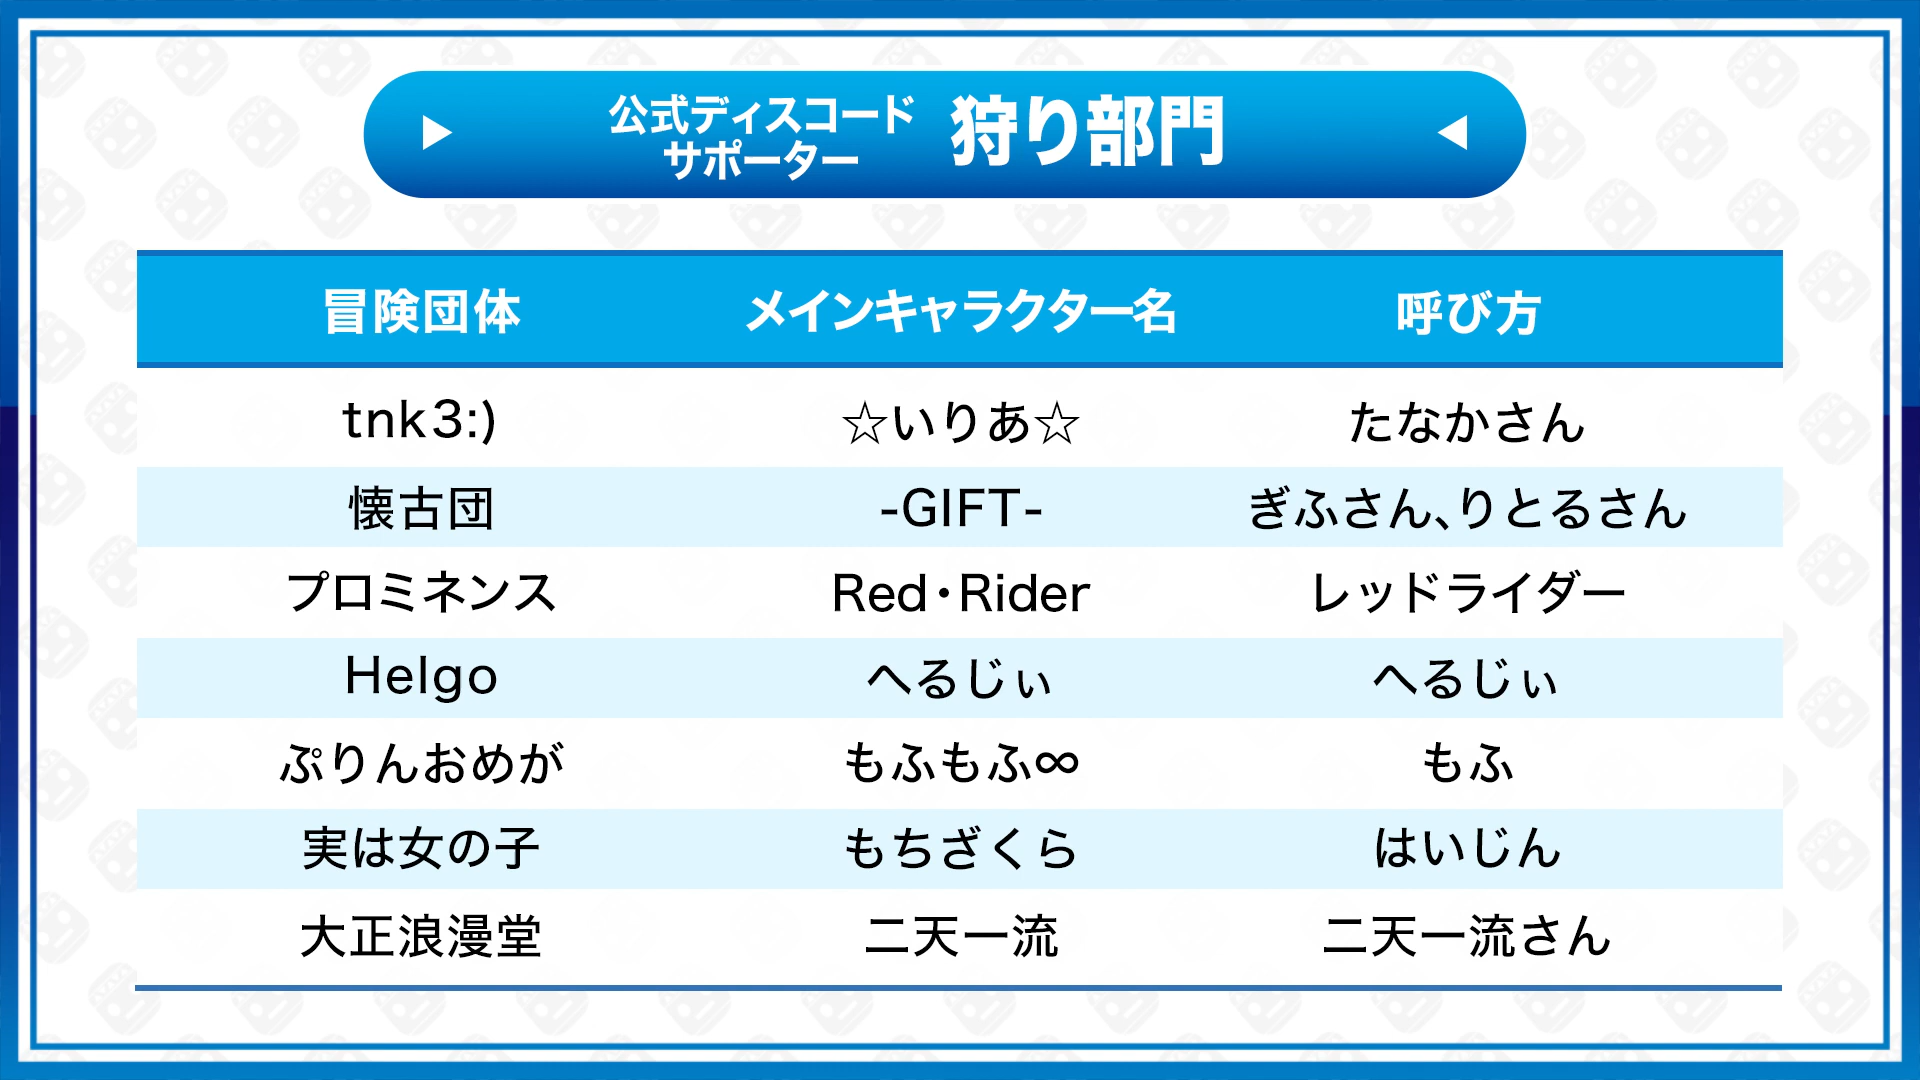 公式ディスコード
サポーター
狩り部門
冒険団体 メインキャラクター名 呼び方
tnk3:) ☆いりあ☆ たなかさん
懐古団 -GIFT- ぎふさん、りとるさん
プロミネンス Red・Rider レッドライダー
Helgo へるじぃ へるじぃ
ぷりんおめが もふもふ∞ もふ
実は女の子 もちざくら はいじん
大正浪漫堂 二天一流 二天一流さん